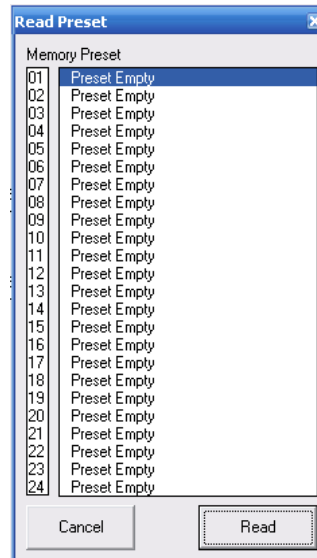 Read Preset
Memory Preset
01 Preset Empty
02 Preset Empty
03 Preset Empty
04 Preset Empty
05 Preset Empty
06 Preset Empty
07 Preset Empty
08 Preset Empty
09 Preset Empty
10 Preset Empty
11 Preset Empty
12 Preset Empty
13 Preset Empty
14 Preset Empty
15 Preset Empty
16 Preset Empty
17 Preset Empty
18 Preset Empty
19 Preset Empty
20 Preset Empty
21 Preset Empty
22 Preset Empty
23 Preset Empty
24 Preset Empty
Cancel Read